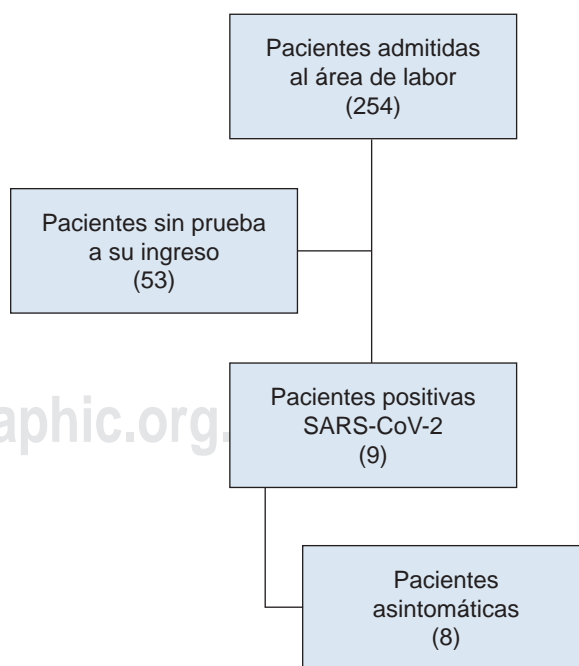 Pacientes admitidas
al área de labor
(254)
Pacientes sin prueba
a su ingreso
(53)
aphic.org.
Pacientes positivas
SARS-CoV-2
(9)
Pacientes
asintomáticas
(8)